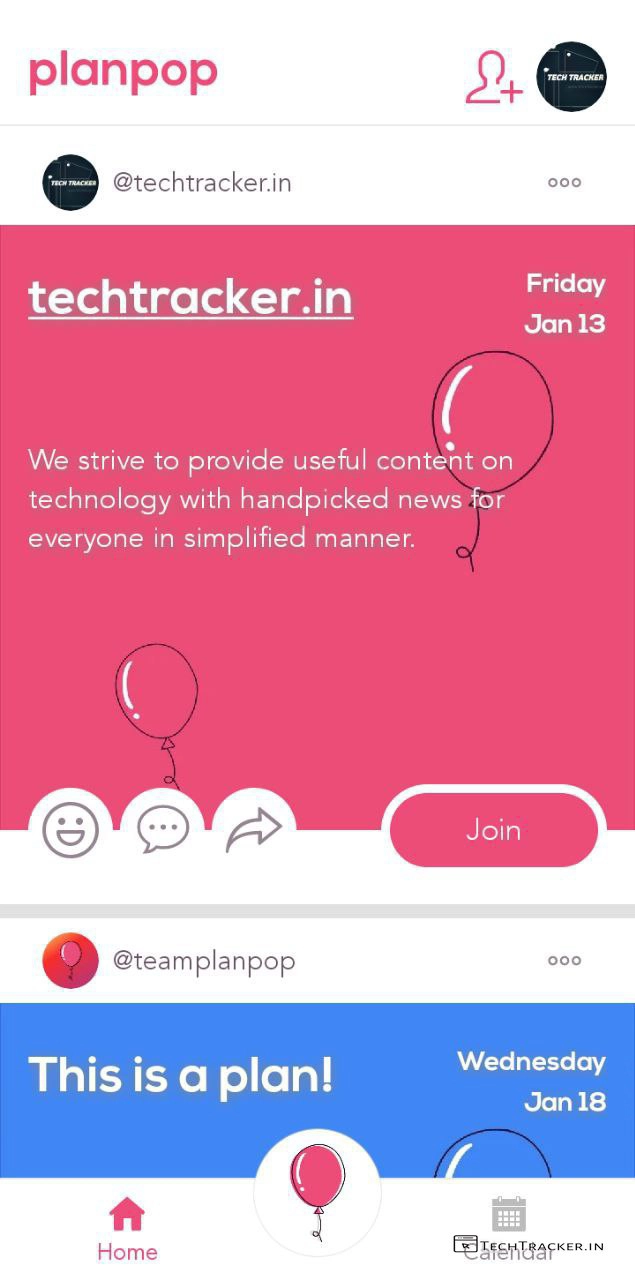 planpop
TECH TRACKER
TECH TRACKER
@techtracker.in
techtracker.in
Friday
Jan 13
We strive to provide useful content on
technology with handpicked news for
everyone in simplified manner.
Join
@teamplanpop
This is a plan!
Wednesday
Jan 18
Home
Calendar
TECHTRACKER.IN